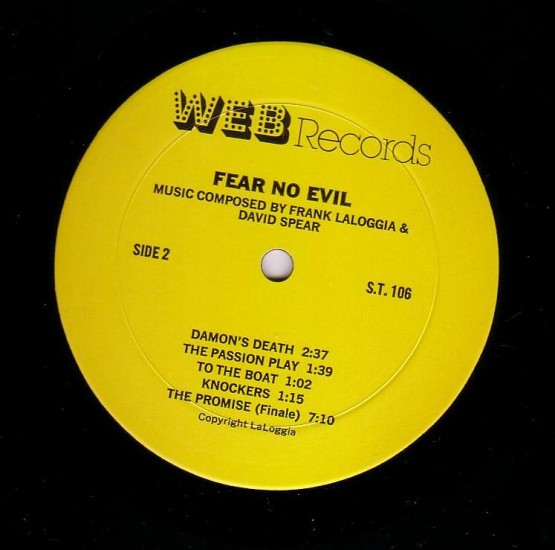 WEB Records
FEAR NO EVIL
MUSIC COMPOSED BY FRANK LALOGGIA &
DAVID SPEAR
SIDE 2
S.T. 106
DAMON'S DEATH 2:37
THE PASSION PLAY 1:39
TO THE BOAT 1:02
KNOCKERS 1:15
THE PROMISE (Finale) 7:10
Copyright LaLoggia